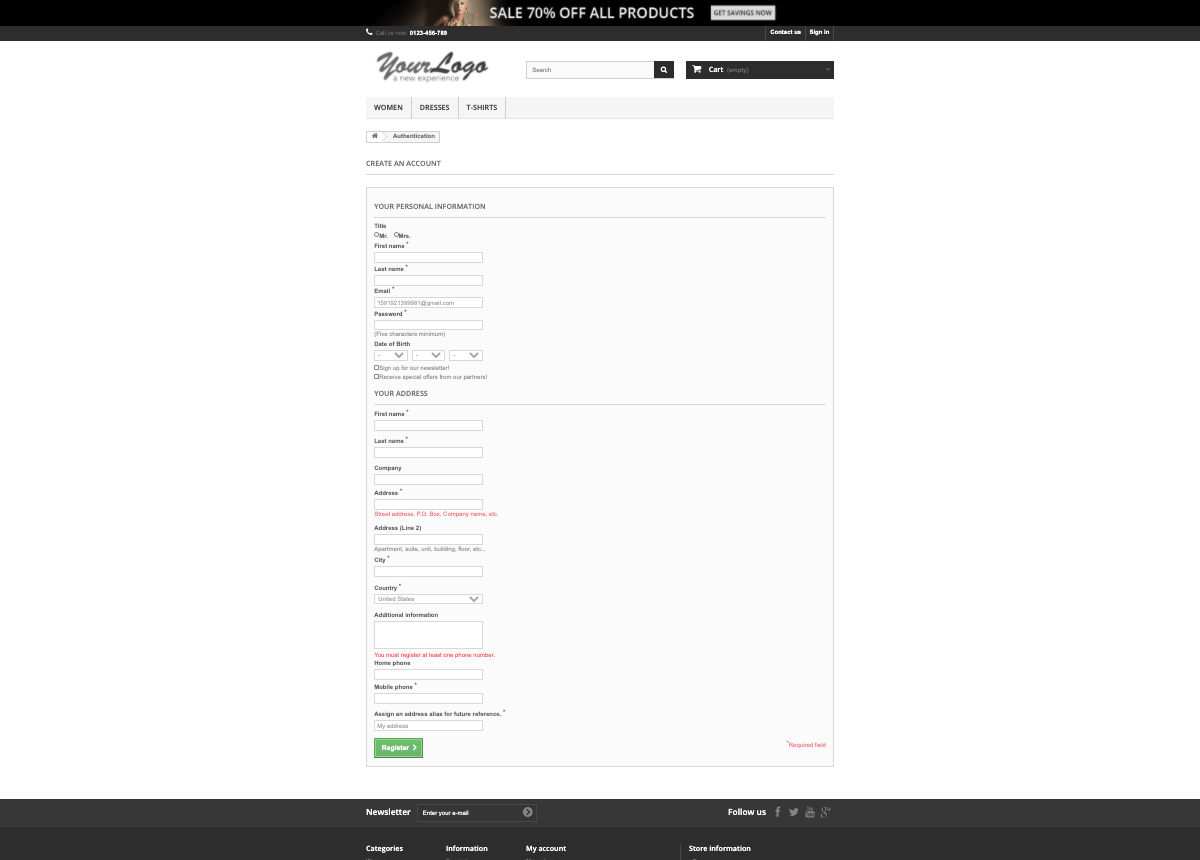 SALE 70% OFF ALL PRODUCTS GET SAVINGS NOW
Call us now: 0123-456-789 Contact us Sign in
YourLogo
a new experience
Search
Cart (empty)
WOMEN DRESSES T-SHIRTS
Authentication
CREATE AN ACCOUNT
YOUR PERSONAL INFORMATION
Title
Mr. Mrs.
First name *
Last name *
Email *
1591921399981@gmail.com
Password *
(Five characters minimum)
Date of Birth
- - -
Sign up for our newsletter!
Receive special offers from our partners!
YOUR ADDRESS
First name *
Last name *
Company
Address *
Street address, P.O. Box, Company name, etc.
Address (Line 2)
Apartment, suite, unit, building, floor, etc...
City *
Country *
United States
Additional information
You must register at least one phone number.
Home phone
Mobile phone *
Assign an address alias for future reference. *
My address
Register
*Required field
Newsletter Enter your e-mail Follow us
Categories Information My account Store information